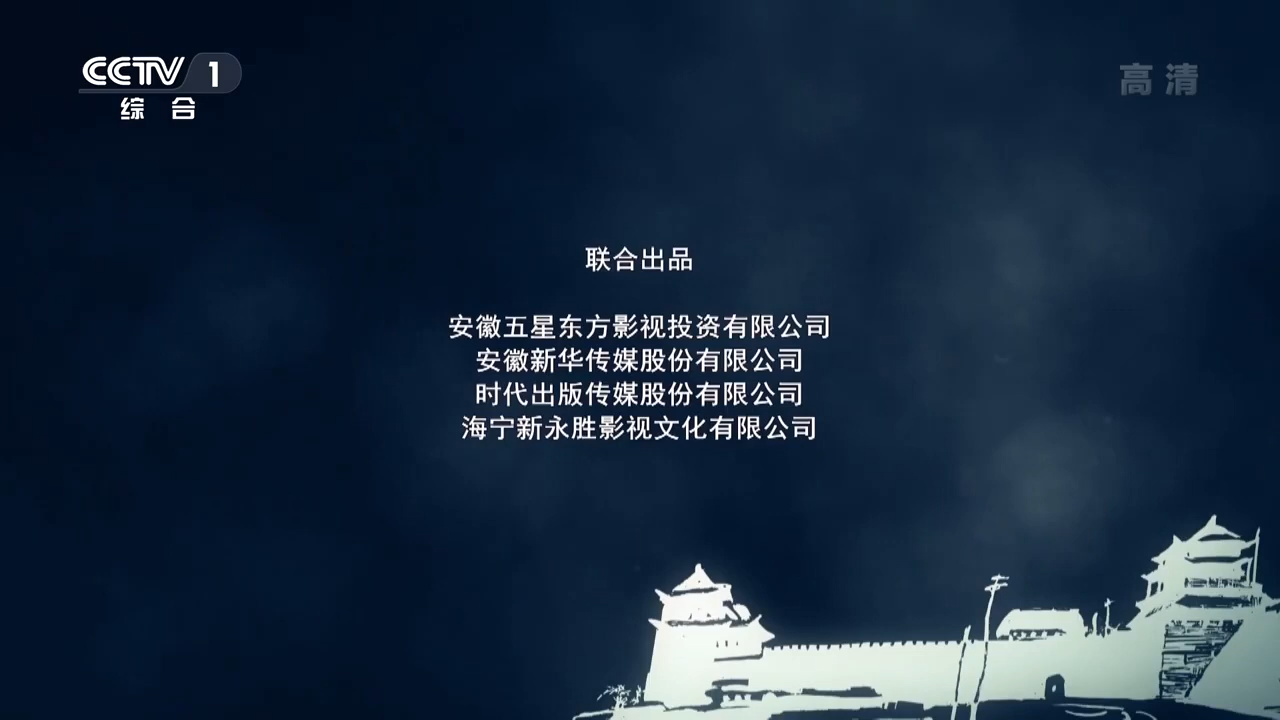 CCTV 1
综合
高清
联合出品
安徽五星东方影视投资有限公司
安徽新华传媒股份有限公司
时代出版传媒股份有限公司
海宁新永胜影视文化有限公司